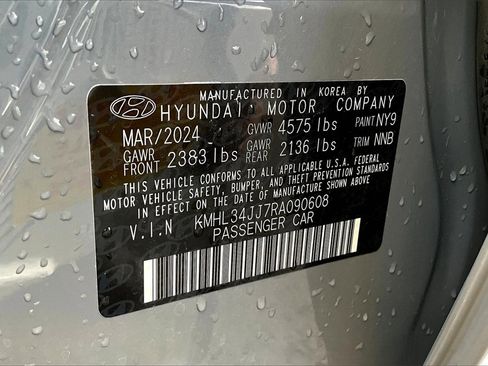 MANUFACTURED IN KOREA BY
HYUNDAI MOTOR COMPANY
MAR/2024 GVWR 4575 lbs PAINT NY9
GAWR FRONT 2383 lbs GAWR REAR 2136 lbs TRIM NNB
THIS VEHICLE CONFORMS TO ALL APPLICABLE U.S.A. FEDERAL
MOTOR VEHICLE SAFETY, BUMPER, AND THEFT PREVENTION
STANDARDS IN EFFECT ON THE DATE OF MANUFACTURE
SHOWN ABOVE.
V.I.N KMHL34JJ7RA090608
PASSENGER CAR